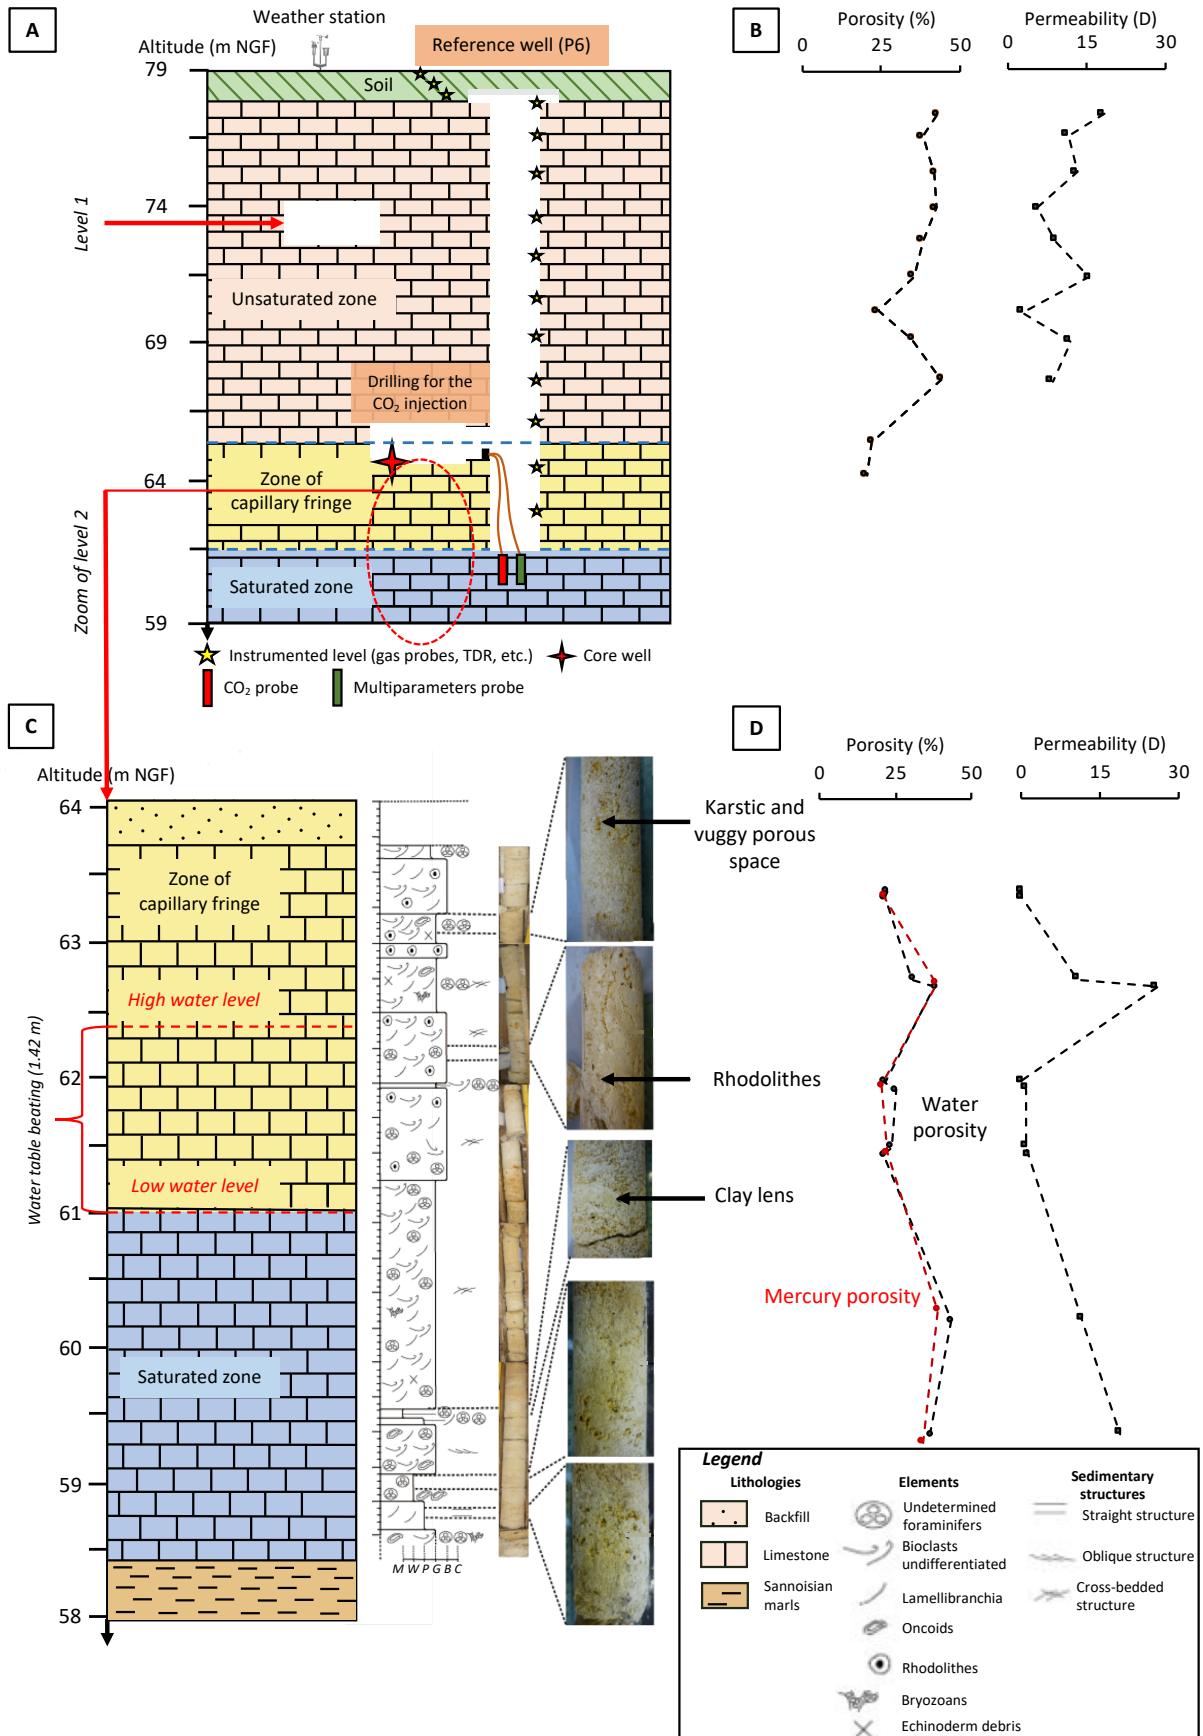 A
Weather station
Altitude (m NGF)
Reference well (P6)
79
Soil
Level 1
74
Unsaturated zone
69
Drilling for the
CO₂ injection
Zone of
capillary fringe
64
Zoom of level 2
Saturated zone
59
Instrumented level (gas probes, TDR, etc.)
Core well
CO₂ probe
Multiparameters probe
B
Porosity (%)
Permeability (D)
0
25
50
0
15
30
C
Altitude (m NGF)
64
Zone of
capillary fringe
63
High water level
62
Water table beating (1.42 m)
Low water level
61
60
Saturated zone
59
58
M W P G B C
Karstic and
vuggy porous
space
Rhodolithes
Clay lens
D
Porosity (%)
Permeability (D)
0
25
50
0
15
30
Water
porosity
Mercury porosity
Legend
Lithologies
Backfill
Limestone
Sannoisian
marls
Elements
Undetermined
foraminifers
Bioclasts
undifferentiated
Lamellibranchia
Oncoids
Rhodolithes
Bryozoans
Echinoderm debris
Sedimentary
structures
Straight structure
Oblique structure
Cross-bedded
structure